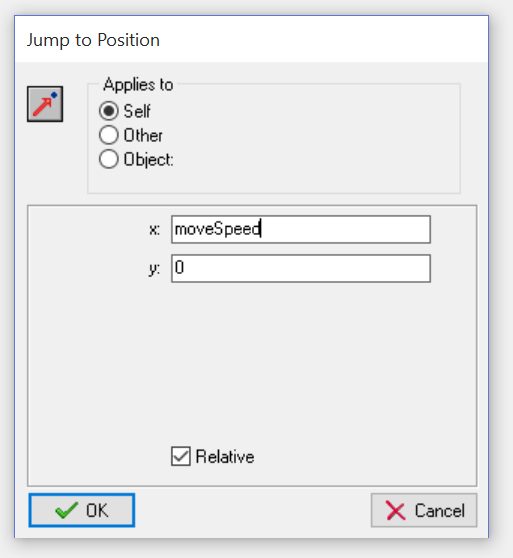 Jump to Position
Applies to
Self
Other
Object:
x: moveSpeed
y: 0
Relative
OK Cancel